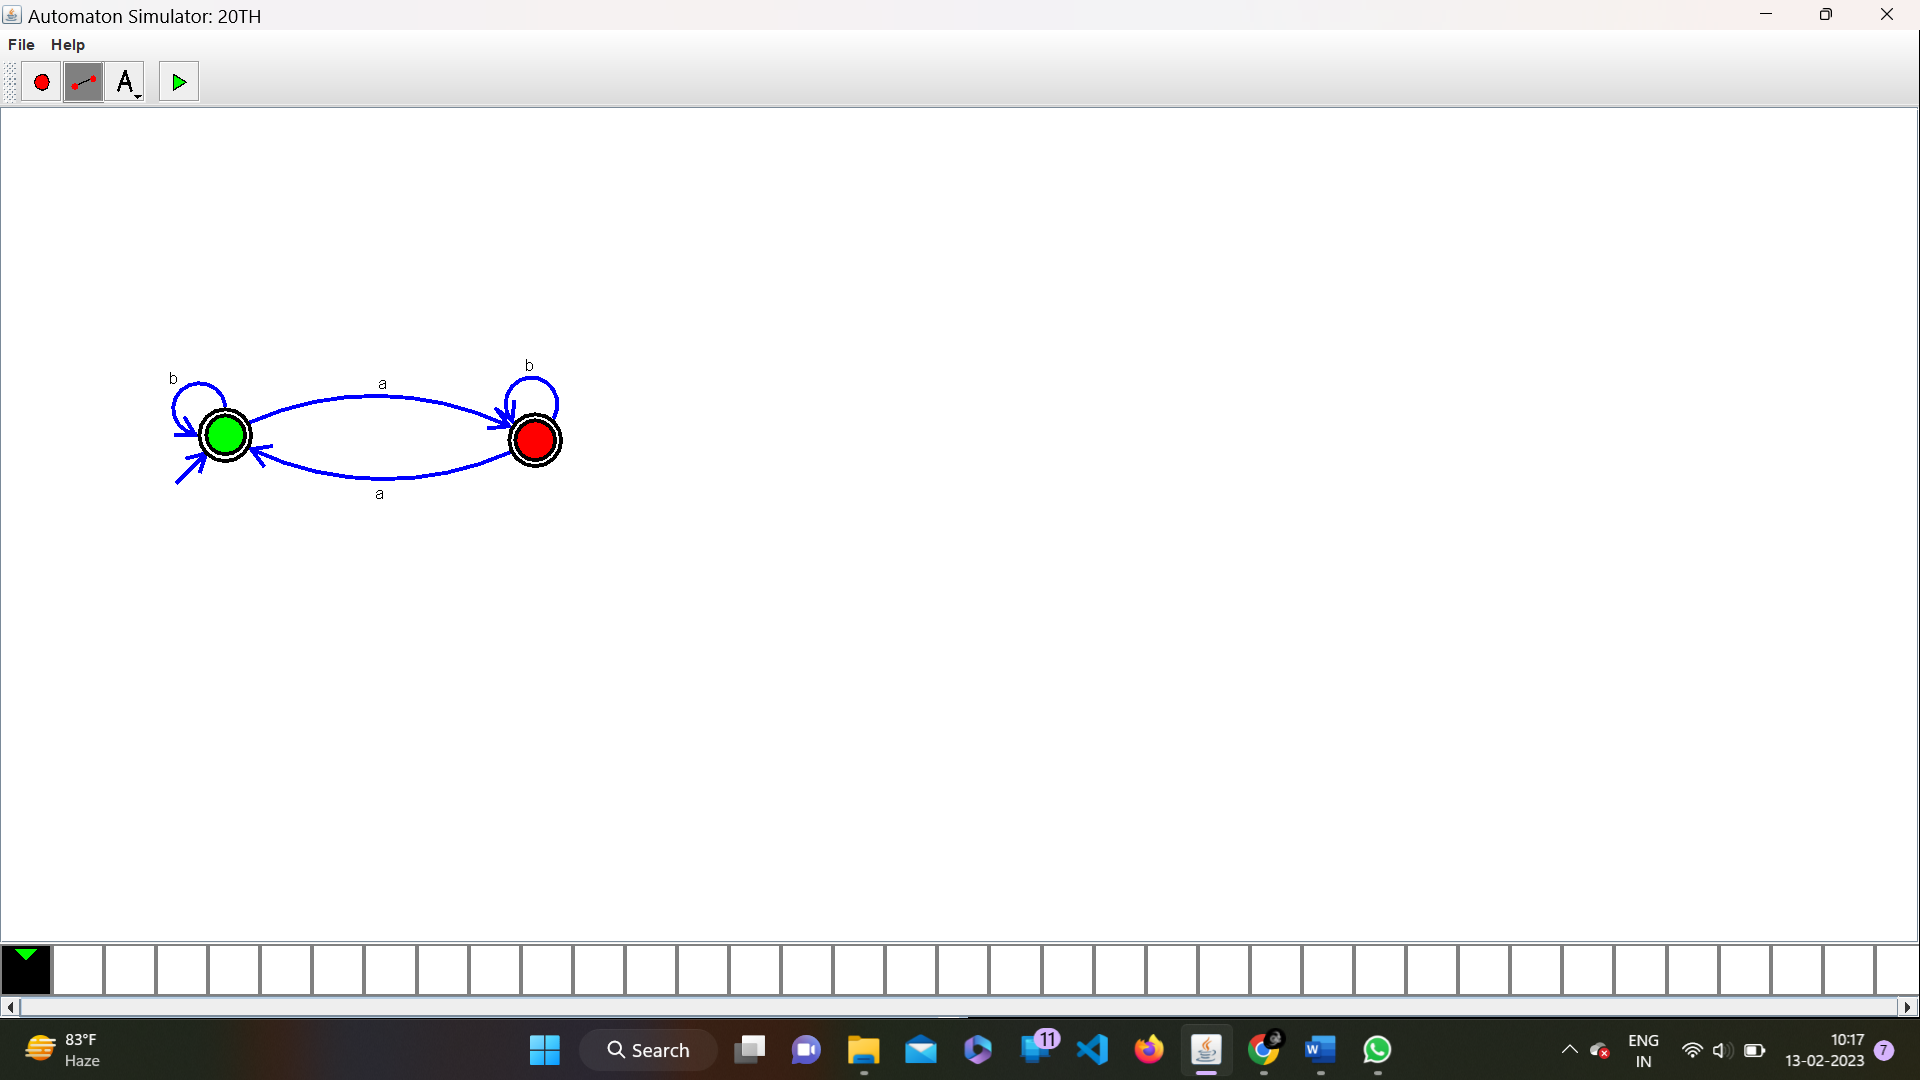 Automaton Simulator: 20TH
File Help
A
b
a
b
a
83°F
Haze
Search
11
ENG
IN
10:17
13-02-2023
7